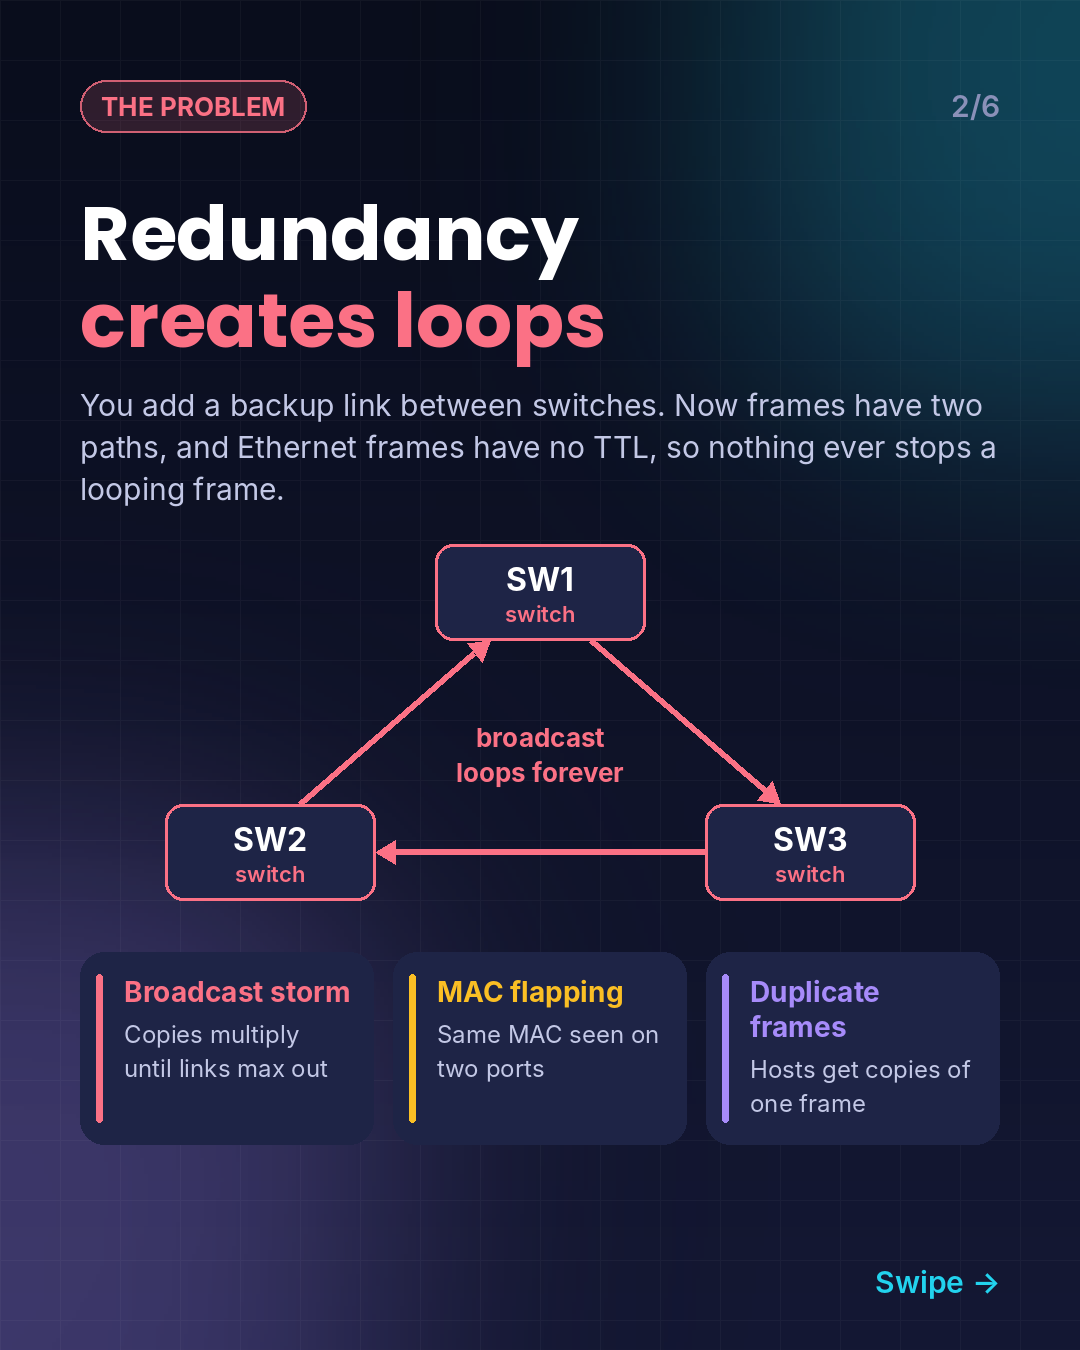 THE PROBLEM
2/6
Redundancy
creates loops
You add a backup link between switches. Now frames have two
paths, and Ethernet frames have no TTL, so nothing ever stops a
looping frame.
SW1
switch
broadcast
loops forever
SW2
switch
SW3
switch
Broadcast storm
Copies multiply
until links max out
MAC flapping
Same MAC seen on
two ports
Duplicate
frames
Hosts get copies of
one frame
Swipe →